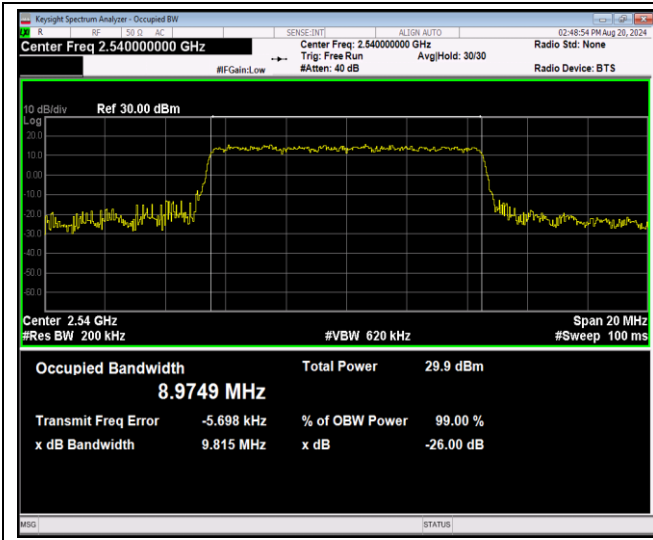 Keysight Spectrum Analyzer - Occupied BW
LXI R RF 50 Ω AC SENSE:INT ALIGN AUTO 02:48:54 PM Aug 20, 2024
Center Freq 2.540000000 GHz Center Freq: 2.540000000 GHz Radio Std: None
Trig: Free Run Avg|Hold: 30/30
#IFGain:Low #Atten: 40 dB Radio Device: BTS
10 dB/div Ref 30.00 dBm
Log
20.0
10.0
0.00
-10.0
-20.0
-30.0
-40.0
-50.0
-60.0
Center 2.54 GHz Span 20 MHz
#Res BW 200 kHz #VBW 620 kHz #Sweep 100 ms
Occupied Bandwidth Total Power 29.9 dBm
8.9749 MHz
Transmit Freq Error -5.698 kHz % of OBW Power 99.00 %
x dB Bandwidth 9.815 MHz x dB -26.00 dB
MSG STATUS